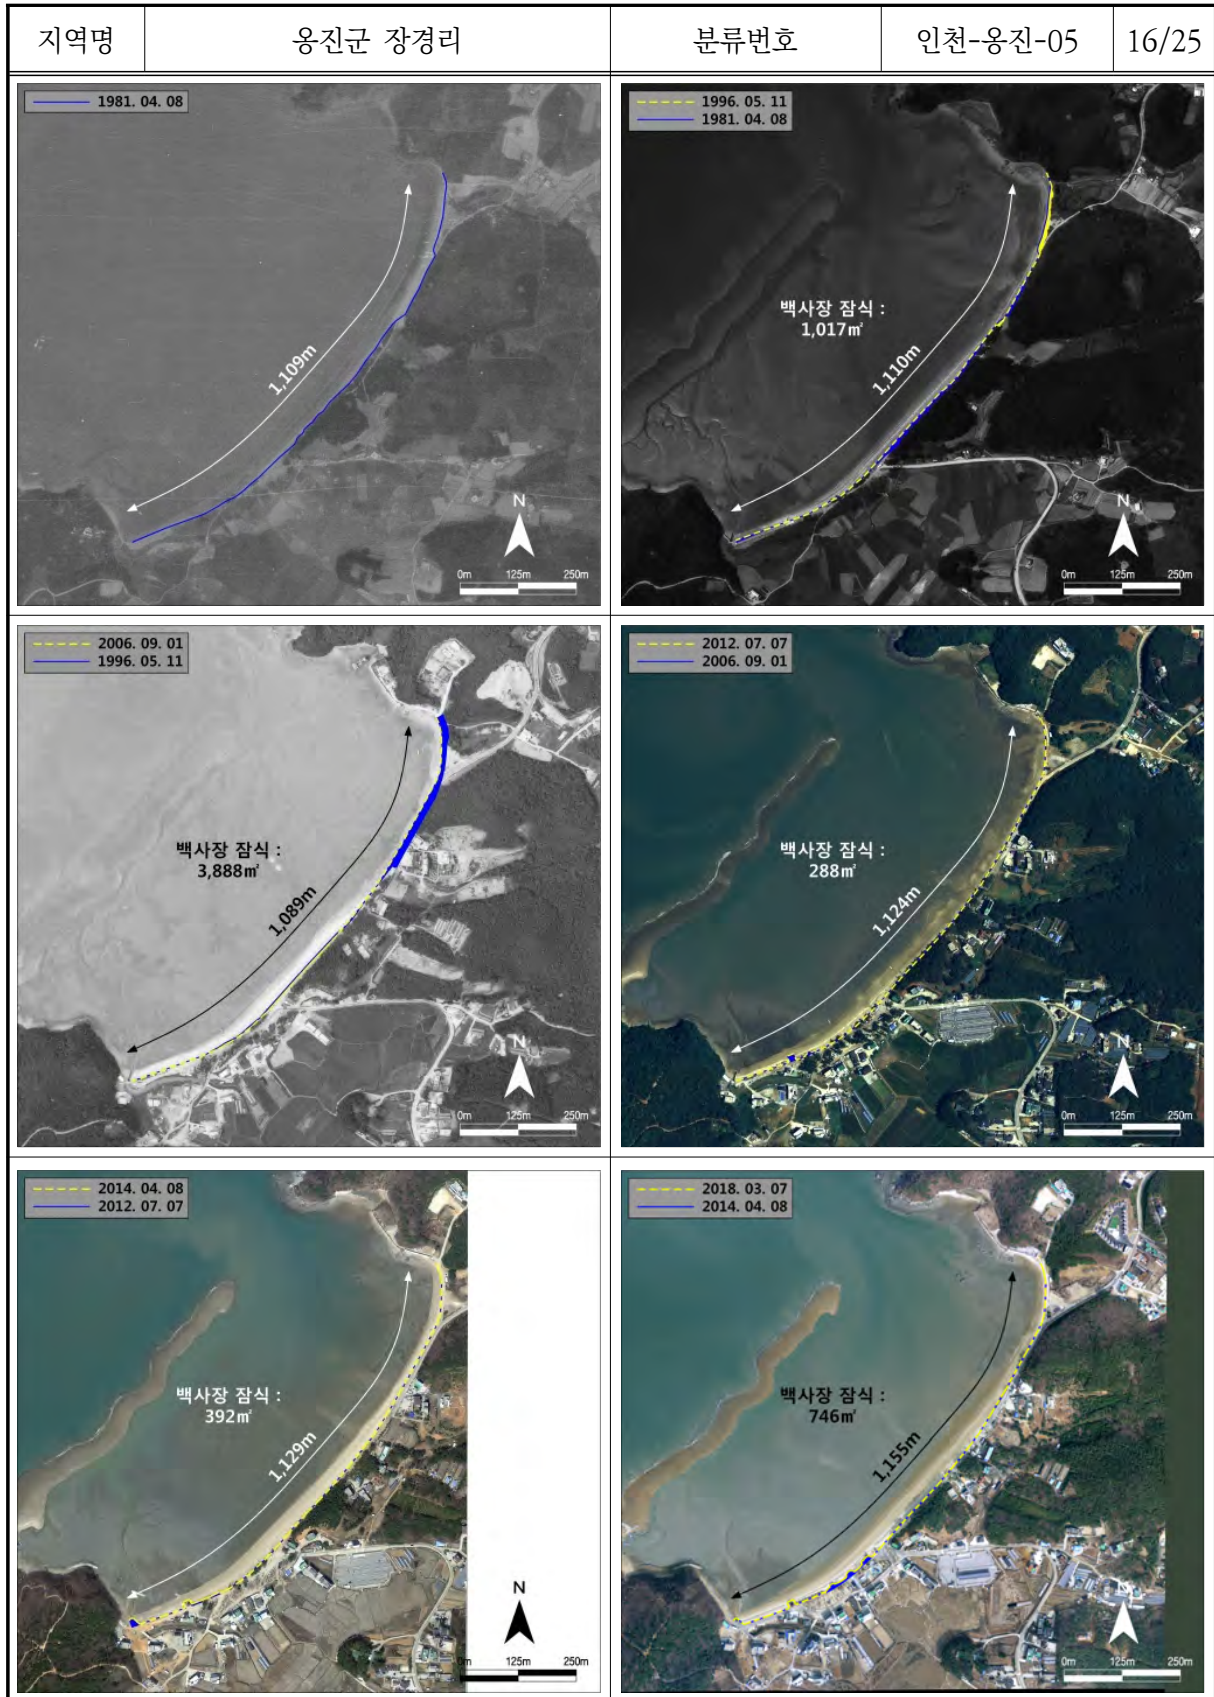 지역명 옹진군 장경리 분류번호 인천-옹진-05 16/25
1981. 04. 08
1,109m
N
0m 125m 250m
1996. 05. 11
1981. 04. 08
백사장 잠식 :
1,017㎡
1,110m
N
0m 125m 250m
2006. 09. 01
1996. 05. 11
백사장 잠식 :
3,888㎡
1,089m
N
0m 125m 250m
2012. 07. 07
2006. 09. 01
백사장 잠식 :
288㎡
1,124m
N
0m 125m 250m
2014. 04. 08
2012. 07. 07
백사장 잠식 :
392㎡
1,129m
N
0m 125m 250m
2018. 03. 07
2014. 04. 08
백사장 잠식 :
746㎡
1,155m
N
0m 125m 250m